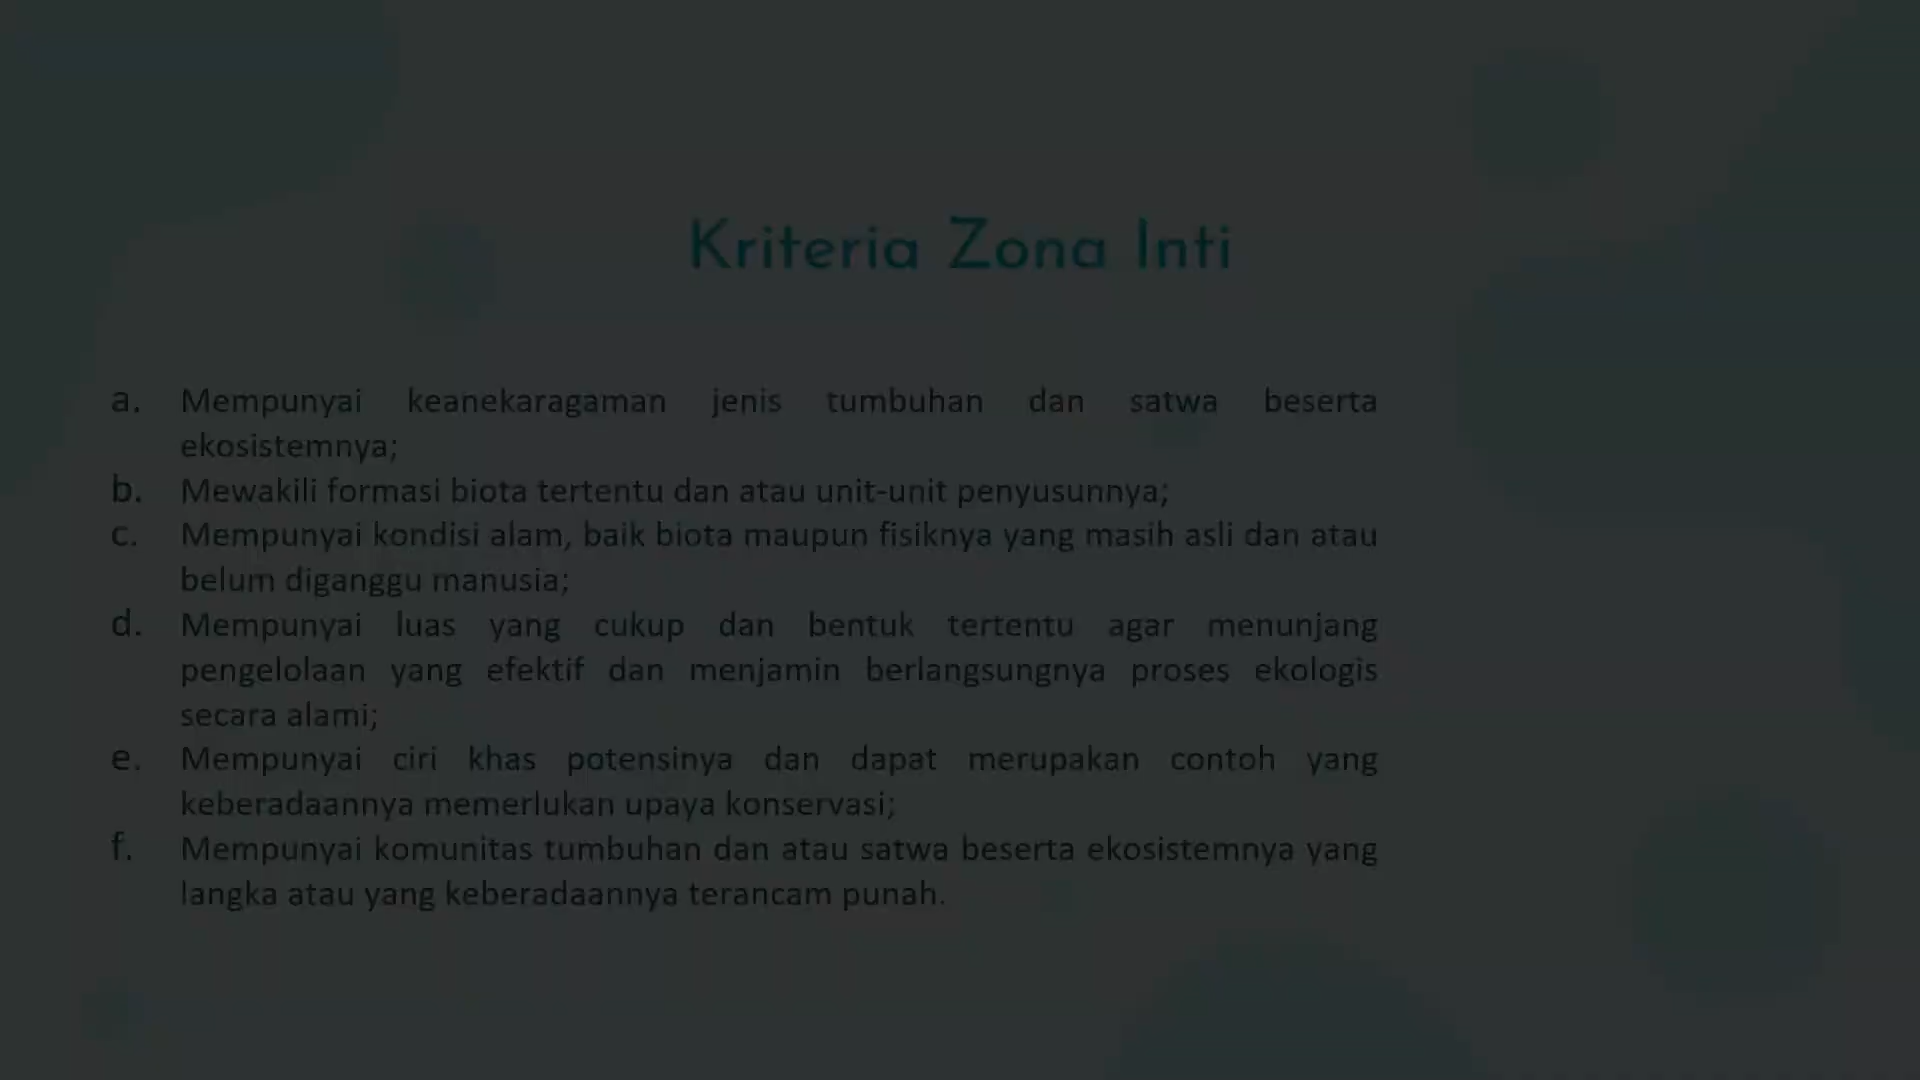 Kriteria Zona Inti
a. Mempunyai keanekaragaman jenis tumbuhan dan satwa beserta
ekosistemnya;
b. Mewakili formasi biota tertentu dan atau unit-unit penyusunnya;
c. Mempunyai kondisi alam, baik biota maupun fisiknya yang masih asli dan atau
belum diganggu manusia;
d. Mempunyai luas yang cukup dan bentuk tertentu agar menunjang
pengelolaan yang efektif dan menjamin berlangsungnya proses ekologis
secara alami;
e. Mempunyai ciri khas potensinya dan dapat merupakan contoh yang
keberadaannya memerlukan upaya konservasi;
f. Mempunyai komunitas tumbuhan dan atau satwa beserta ekosistemnya yang
langka atau yang keberadaannya terancam punah.